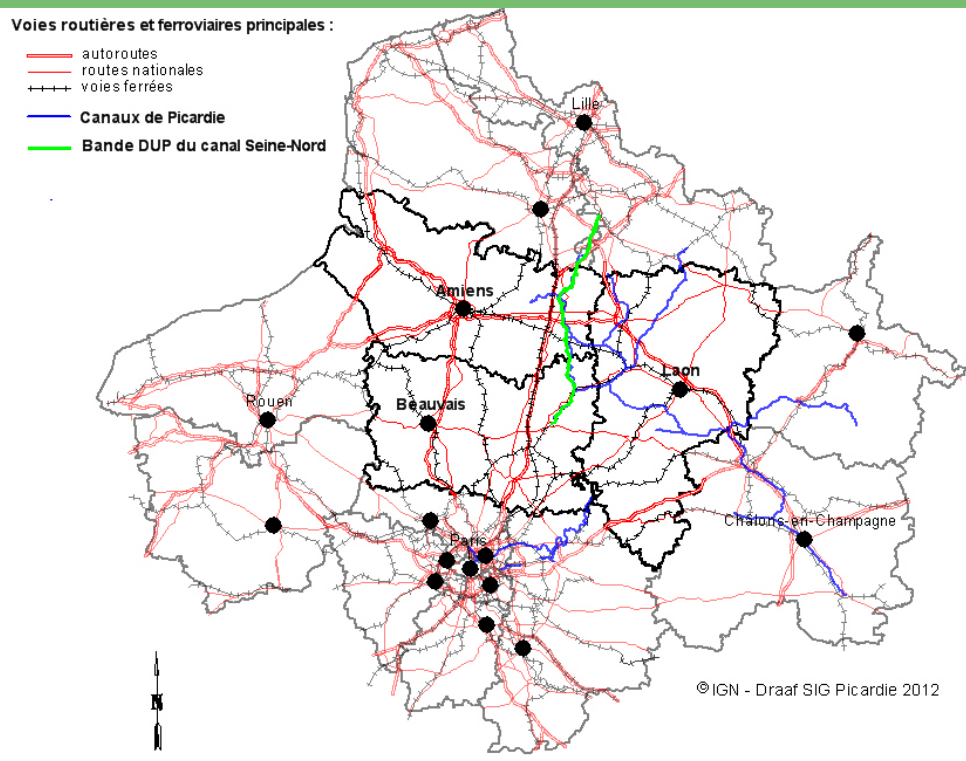 Voies routières et ferroviaires principales :
autoroutes
routes nationales
voies ferrées
Canaux de Picardie
Bande DUP du canal Seine-Nord
Lille
Amiens
Laon
Beauvais
Rouen
Châlons-en-Champagne
Paris
N
©IGN - Draaf SIG Picardie 2012